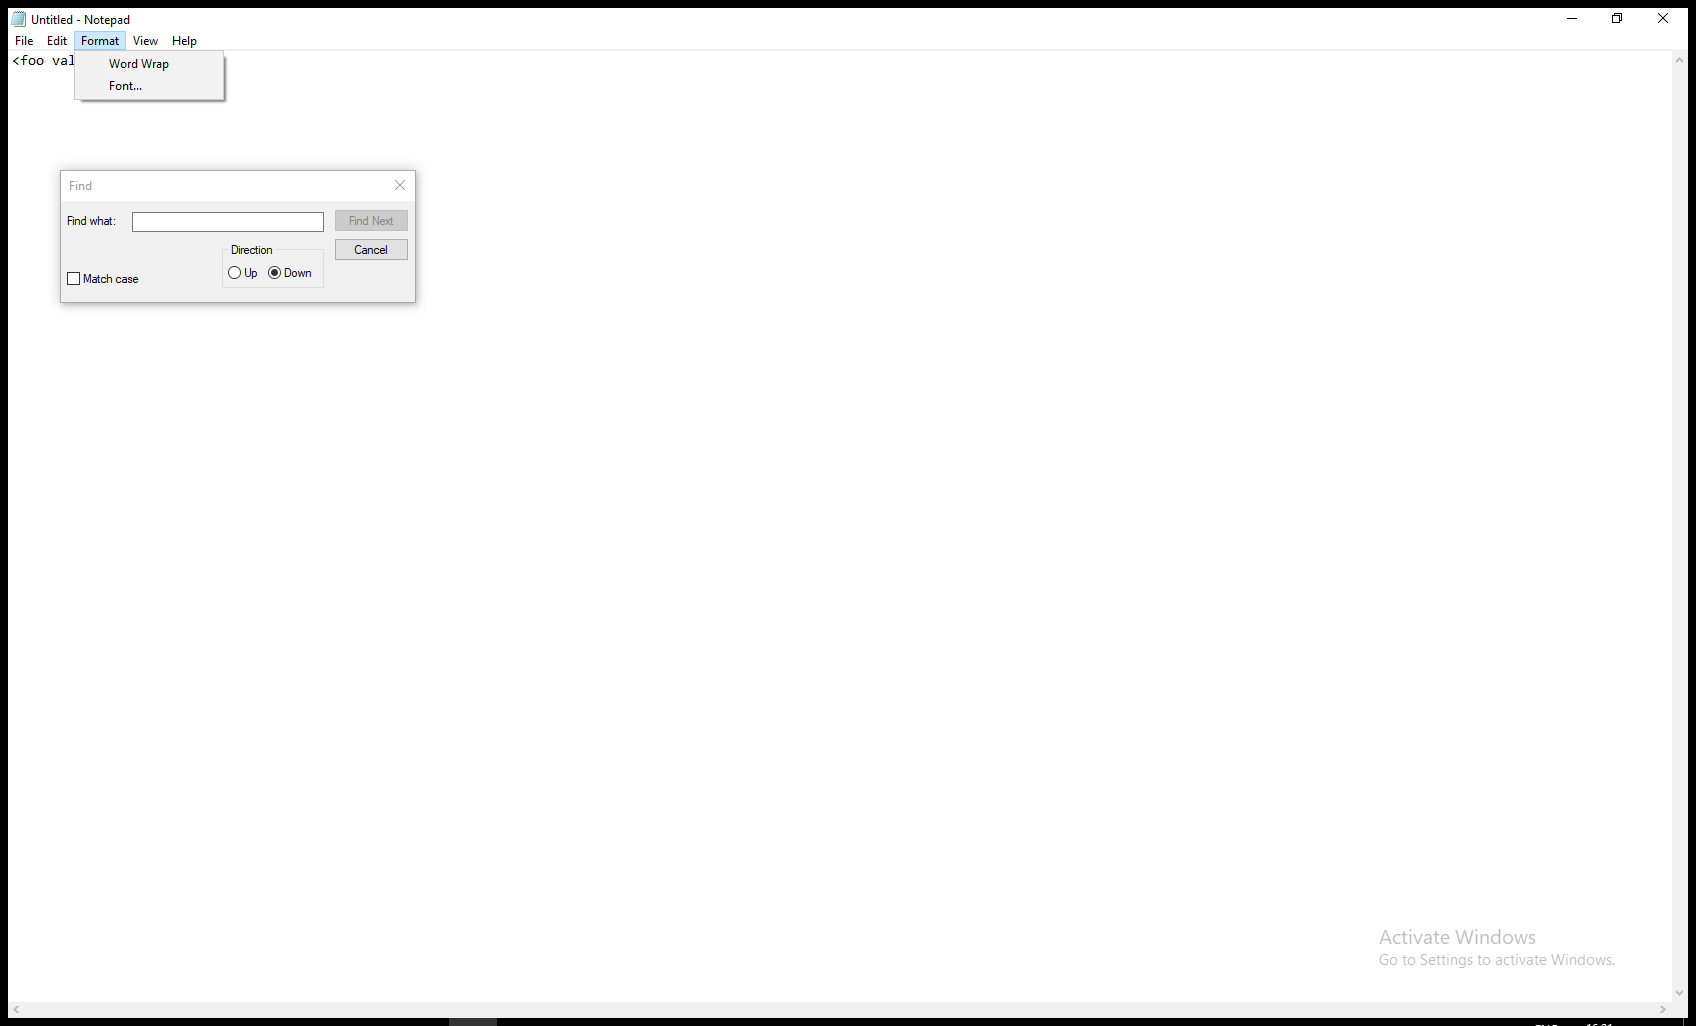 Untitled - Notepad
File Edit Format View Help
<foo val
Word Wrap
Font...
Find
Find what:
Find Next
Direction
Cancel
Up Down
Match case
Activate Windows
Go to Settings to activate Windows.